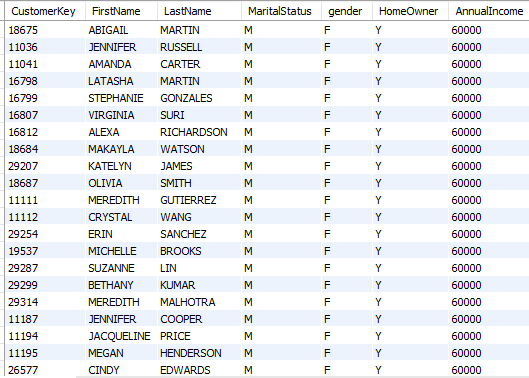 CustomerKey FirstName LastName MaritalStatus gender HomeOwner AnnualIncome
18675 ABIGAIL MARTIN M F Y 60000
11036 JENNIFER RUSSELL M F Y 60000
11041 AMANDA CARTER M F Y 60000
16798 LATASHA MARTIN M F Y 60000
16799 STEPHANIE GONZALES M F Y 60000
16807 VIRGINIA SURI M F Y 60000
16812 ALEXA RICHARDSON M F Y 60000
18684 MAKAYLA WATSON M F Y 60000
29207 KATELYN JAMES M F Y 60000
18687 OLIVIA SMITH M F Y 60000
11111 MEREDITH GUTIERREZ M F Y 60000
11112 CRYSTAL WANG M F Y 60000
29254 ERIN SANCHEZ M F Y 60000
19537 MICHELLE BROOKS M F Y 60000
29287 SUZANNE LIN M F Y 60000
29299 BETHANY KUMAR M F Y 60000
29314 MEREDITH MALHOTRA M F Y 60000
11187 JENNIFER COOPER M F Y 60000
11194 JACQUELINE PRICE M F Y 60000
11195 MEGAN HENDERSON M F Y 60000
26577 CINDY EDWARDS M F Y 60000